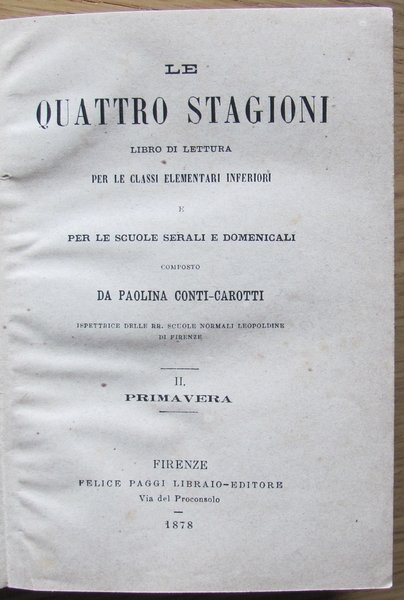 LE
QUATTRO STAGIONI
LIBRO DI LETTURA
PER LE CLASSI ELEMENTARI INFERIORI
E
PER LE SCUOLE SERALI E DOMENICALI
COMPOSTO
DA PAOLINA CONTI-CAROTTI
ISPETTRICE DELLE RR. SCUOLE NORMALI LEOPOLDINE
DI FIRENZE
II.
PRIMAVERA
FIRENZE
FELICE PAGGI LIBRAIO-EDITORE
Via del Proconsolo
—
1878